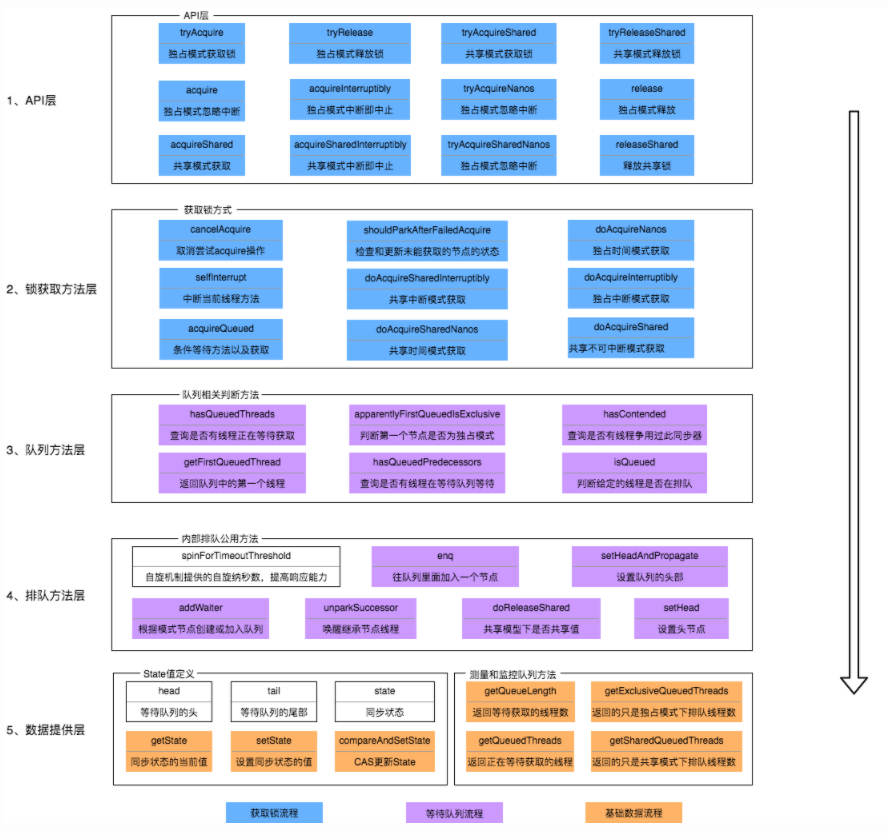 API层
tryAcquire
独占模式获取锁
tryRelease
独占模式释放锁
tryAcquireShared
共享模式获取锁
tryReleaseShared
共享模式释放锁
1、API层
acquire
独占模式忽略中断
acquireInterruptibly
独占模式中断即中止
tryAcquireNanos
独占模式忽略中断
release
独占模式释放
acquireShared
共享模式获取
acquireSharedInterruptibly
共享模式中断即中止
tryAcquireSharedNanos
独占模式忽略中断
releaseShared
释放共享锁
获取锁方式
cancelAcquire
取消尝试acquire操作
shouldParkAfterFailedAcquire
检查和更新未能获取的节点的状态
doAcquireNanos
独占时间模式获取
2、锁获取方法层
selfInterrupt
中断当前线程方法
doAcquireSharedInterruptibly
共享中断模式获取
doAcquireInterruptibly
独占中断模式获取
acquireQueued
条件等待方法以及获取
doAcquireSharedNanos
共享时间模式获取
doAcquireShared
共享不可中断模式获取
队列相关判断方法
hasQueuedThreads
查询是否有线程正在等待获取
apparentlyFirstQueuedIsExclusive
判断第一个节点是否为独占模式
hasContended
查询是否有线程争用过此同步器
3、队列方法层
getFirstQueuedThread
返回队列中的第一个线程
hasQueuedPredecessors
查询是否有线程在等待队列等待
isQueued
判断给定的线程是否在排队
内部排队公用方法
spinForTimeoutThreshold
自旋机制提供的自旋纳秒数，提高响应能力
enq
往队列里面加入一个节点
setHeadAndPropagate
设置队列的头部
4、排队方法层
addWaiter
根据模式节点创建或加入队列
unparkSuccessor
唤醒继承节点线程
doReleaseShared
共享模型下是否共享值
setHead
设置头节点
State值定义
head
等待队列的头
tail
等待队列的尾部
state
同步状态
5、数据提供层
getState
同步状态的当前值
setState
设置同步状态的值
compareAndSetState
CAS更新State
测量和监控队列方法
getQueueLength
返回等待获取的线程数
getExclusiveQueuedThreads
返回的只是独占模式下排队线程数
getQueuedThreads
返回正在等待获取的线程
getSharedQueuedThreads
返回的只是共享模式下排队线程数
获取锁流程
等待队列流程
基础数据流程